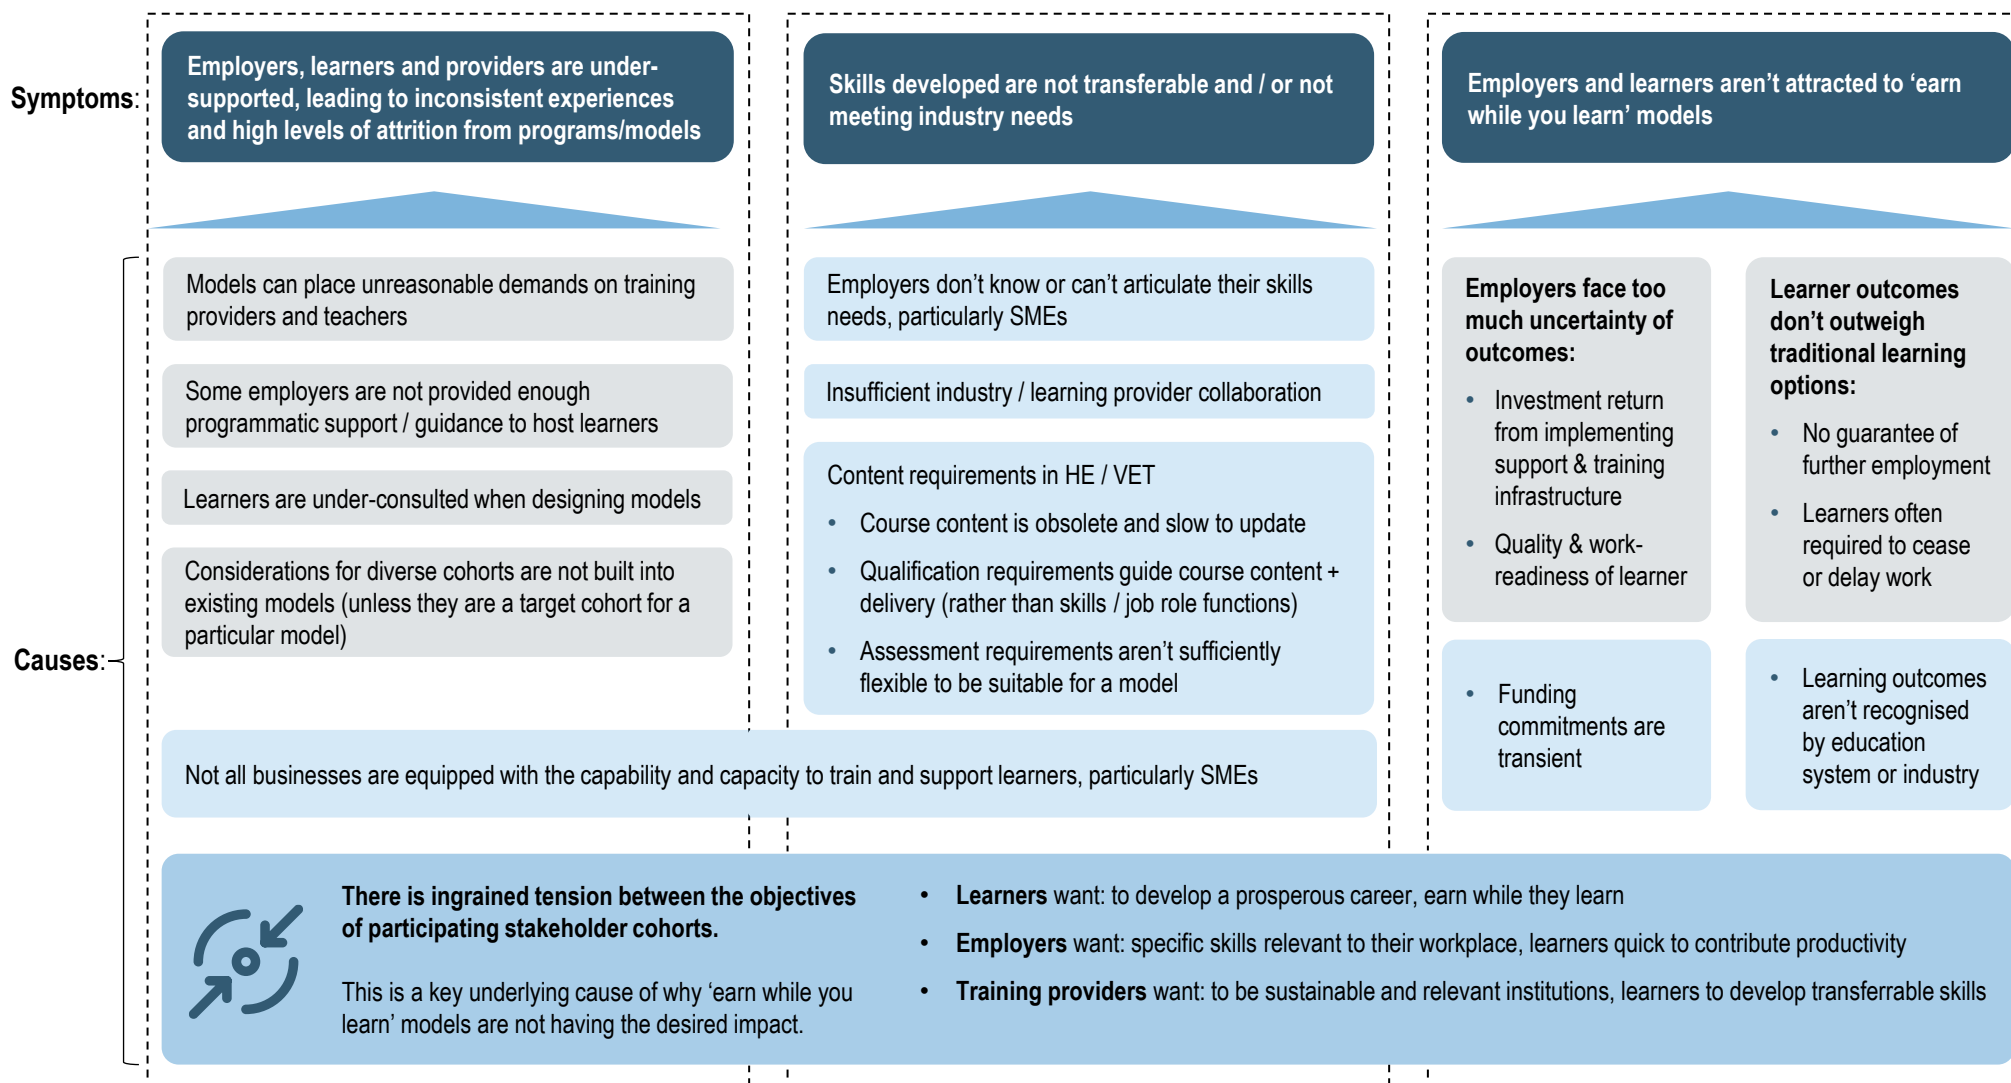 Symptoms:
Employers, learners and providers are under-
supported, leading to inconsistent experiences
and high levels of attrition from programs/models
Skills developed are not transferable and / or not
meeting industry needs
Employers and learners aren’t attracted to ‘earn
while you learn’ models
Causes:
Models can place unreasonable demands on training
providers and teachers
Some employers are not provided enough
programmatic support / guidance to host learners
Learners are under-consulted when designing models
Considerations for diverse cohorts are not built into
existing models (unless they are a target cohort for a
particular model)
Employers don’t know or can’t articulate their skills
needs, particularly SMEs
Insufficient industry / learning provider collaboration
Content requirements in HE / VET
• Course content is obsolete and slow to update
• Qualification requirements guide course content +
delivery (rather than skills / job role functions)
• Assessment requirements aren’t sufficiently
flexible to be suitable for a model
Not all businesses are equipped with the capability and capacity to train and support learners, particularly SMEs
Employers face too
much uncertainty of
outcomes:
• Investment return
from implementing
support & training
infrastructure
• Quality & work-
readiness of learner
• Funding
commitments are
transient
Learner outcomes
don’t outweigh
traditional learning
options:
• No guarantee of
further employment
• Learners often
required to cease
or delay work
• Learning outcomes
aren’t recognised
by education
system or industry
There is ingrained tension between the objectives
of participating stakeholder cohorts.
This is a key underlying cause of why ‘earn while you
learn’ models are not having the desired impact.
• Learners want: to develop a prosperous career, earn while they learn
• Employers want: specific skills relevant to their workplace, learners quick to contribute productivity
• Training providers want: to be sustainable and relevant institutions, learners to develop transferrable skills